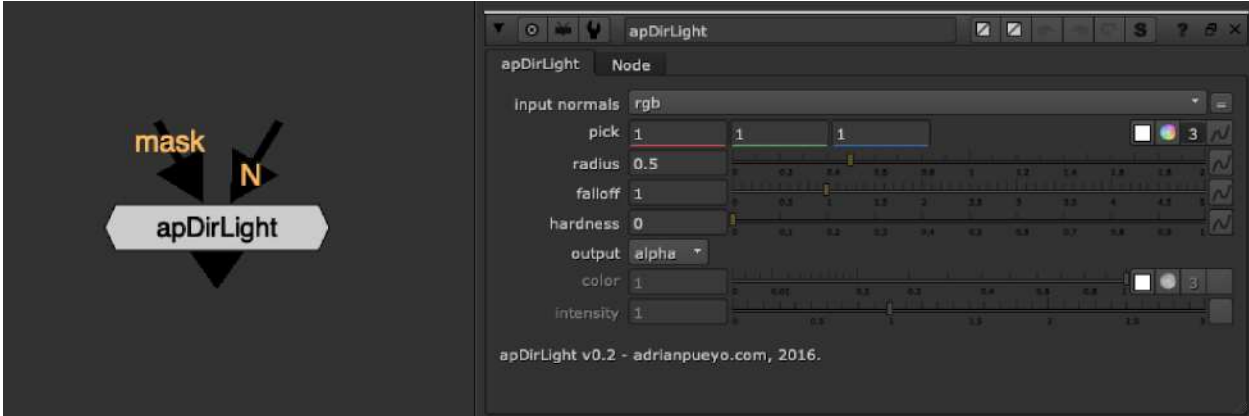 mask
N
apDirLight
apDirLight
S ?
apDirLight Node
input normals rgb =
pick 1 1 1 3
radius 0.5
falloff 1
hardness 0
output alpha
color 1 3
intensity 1
apDirLight v0.2 - adrianpueyo.com, 2016.